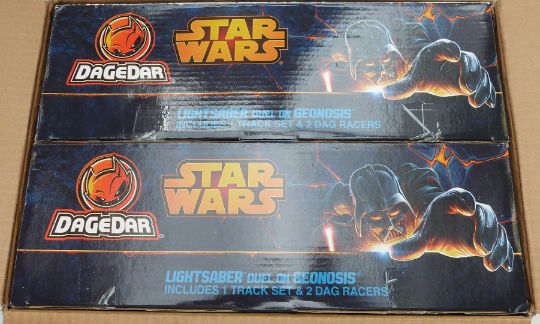 STAR
WARS
DAGEDAR
LIGHTSABER DUEL ON GEONOSIS
INCLUDES 1 TRACK SET & 2 DAG RACERS
STAR
WARS
DAGEDAR
LIGHTSABER DUEL ON GEONOSIS
INCLUDES 1 TRACK SET & 2 DAG RACERS